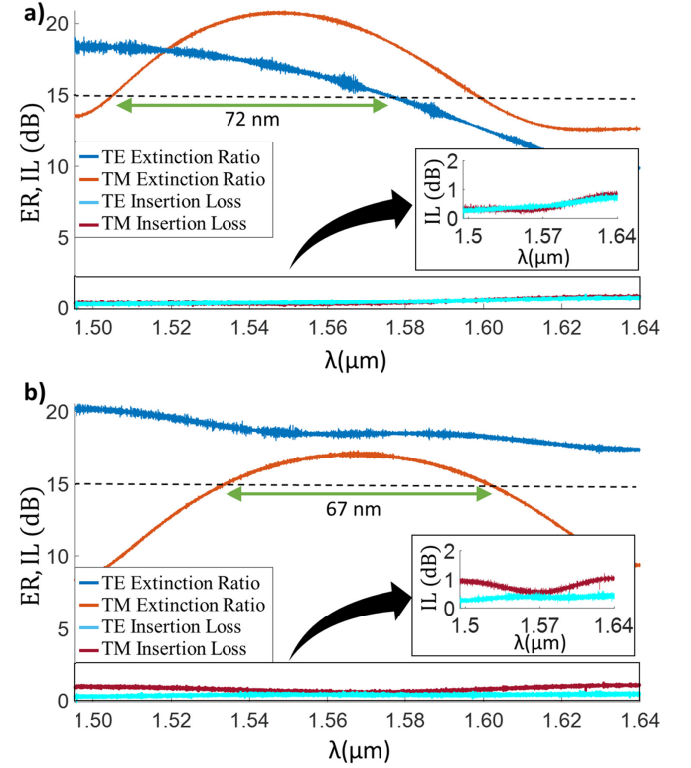 a)
20
15
10
5
0
ER, IL (dB)
72 nm
TE Extinction Ratio
TM Extinction Ratio
TE Insertion Loss
TM Insertion Loss
2
1
0
IL (dB)
1.5 1.57 1.64
λ(μm)
1.50 1.52 1.54 1.56 1.58 1.60 1.62 1.64
λ(μm)
b)
20
15
10
5
0
ER, IL (dB)
67 nm
TE Extinction Ratio
TM Extinction Ratio
TE Insertion Loss
TM Insertion Loss
2
1
0
IL (dB)
1.5 1.57 1.64
λ(μm)
1.50 1.52 1.54 1.56 1.58 1.60 1.62 1.64
λ(μm)